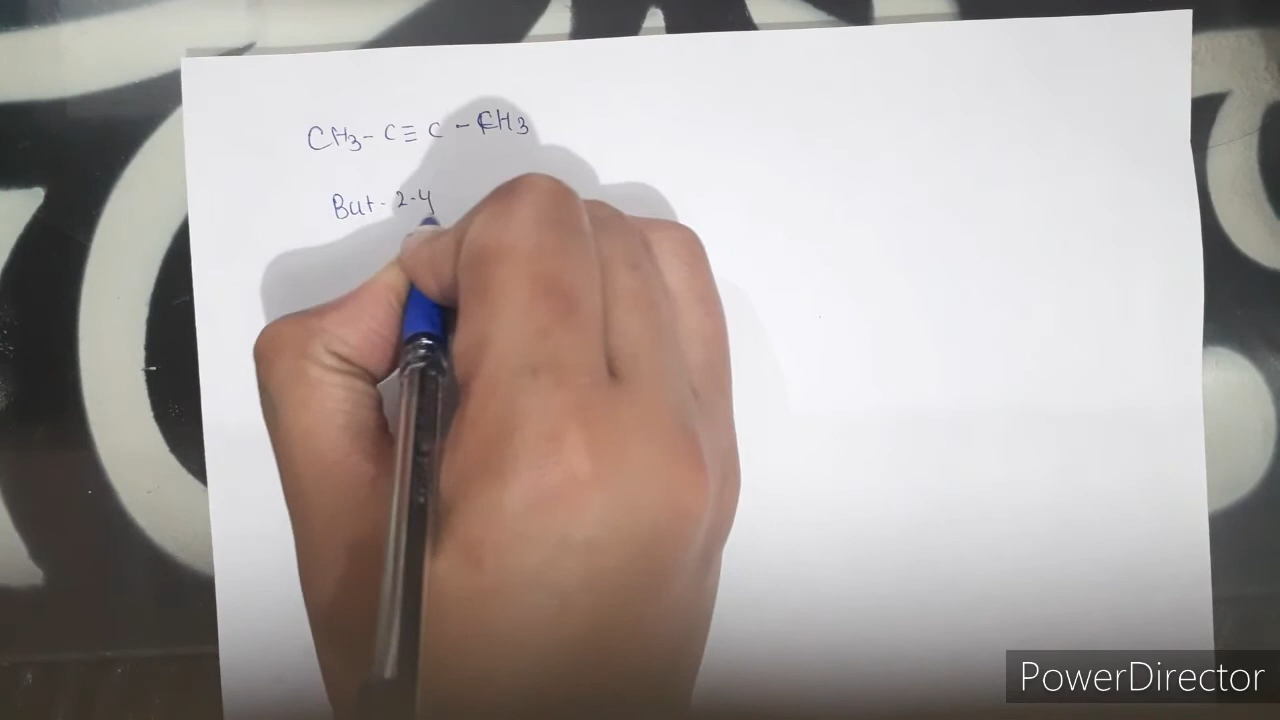 CH3- C≡ C - CH3
But- 2-y
PowerDirector